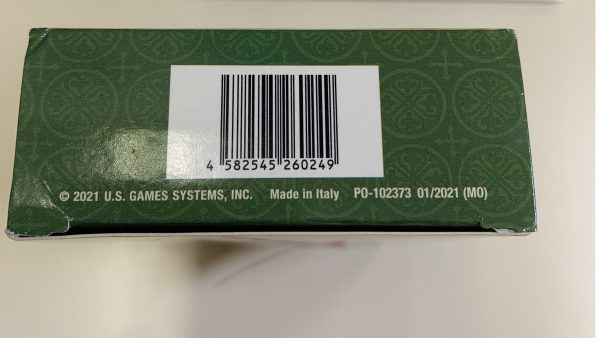 4 582545 260249
© 2021 U.S. GAMES SYSTEMS, INC. Made in Italy PO-102373 01/2021 (MO)